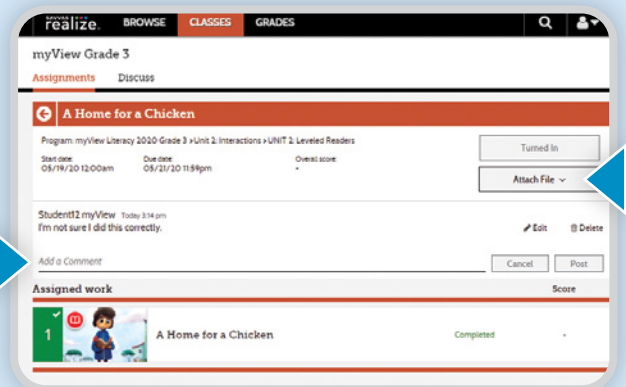 savvas
realize. BROWSE CLASSES GRADES
myView Grade 3
Assignments Discuss
A Home for a Chicken
Program: myView Literacy 2020 Grade 3 › Unit 2: Interactions › UNIT 2: Leveled Readers
Turned In
Start date: Due date: Overall score:
05/19/20 12:00am 05/21/20 11:59pm -
Attach File
Student12 myView Today 3:14 pm
I'm not sure I did this correctly. Edit Delete
Add a Comment Cancel Post
Assigned work Score
1 A Home for a Chicken Completed -